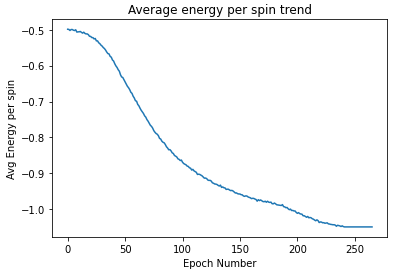 Average energy per spin trend
Avg Energy per spin
−0.5
−0.6
−0.7
−0.8
−0.9
−1.0
0 50 100 150 200 250
Epoch Number